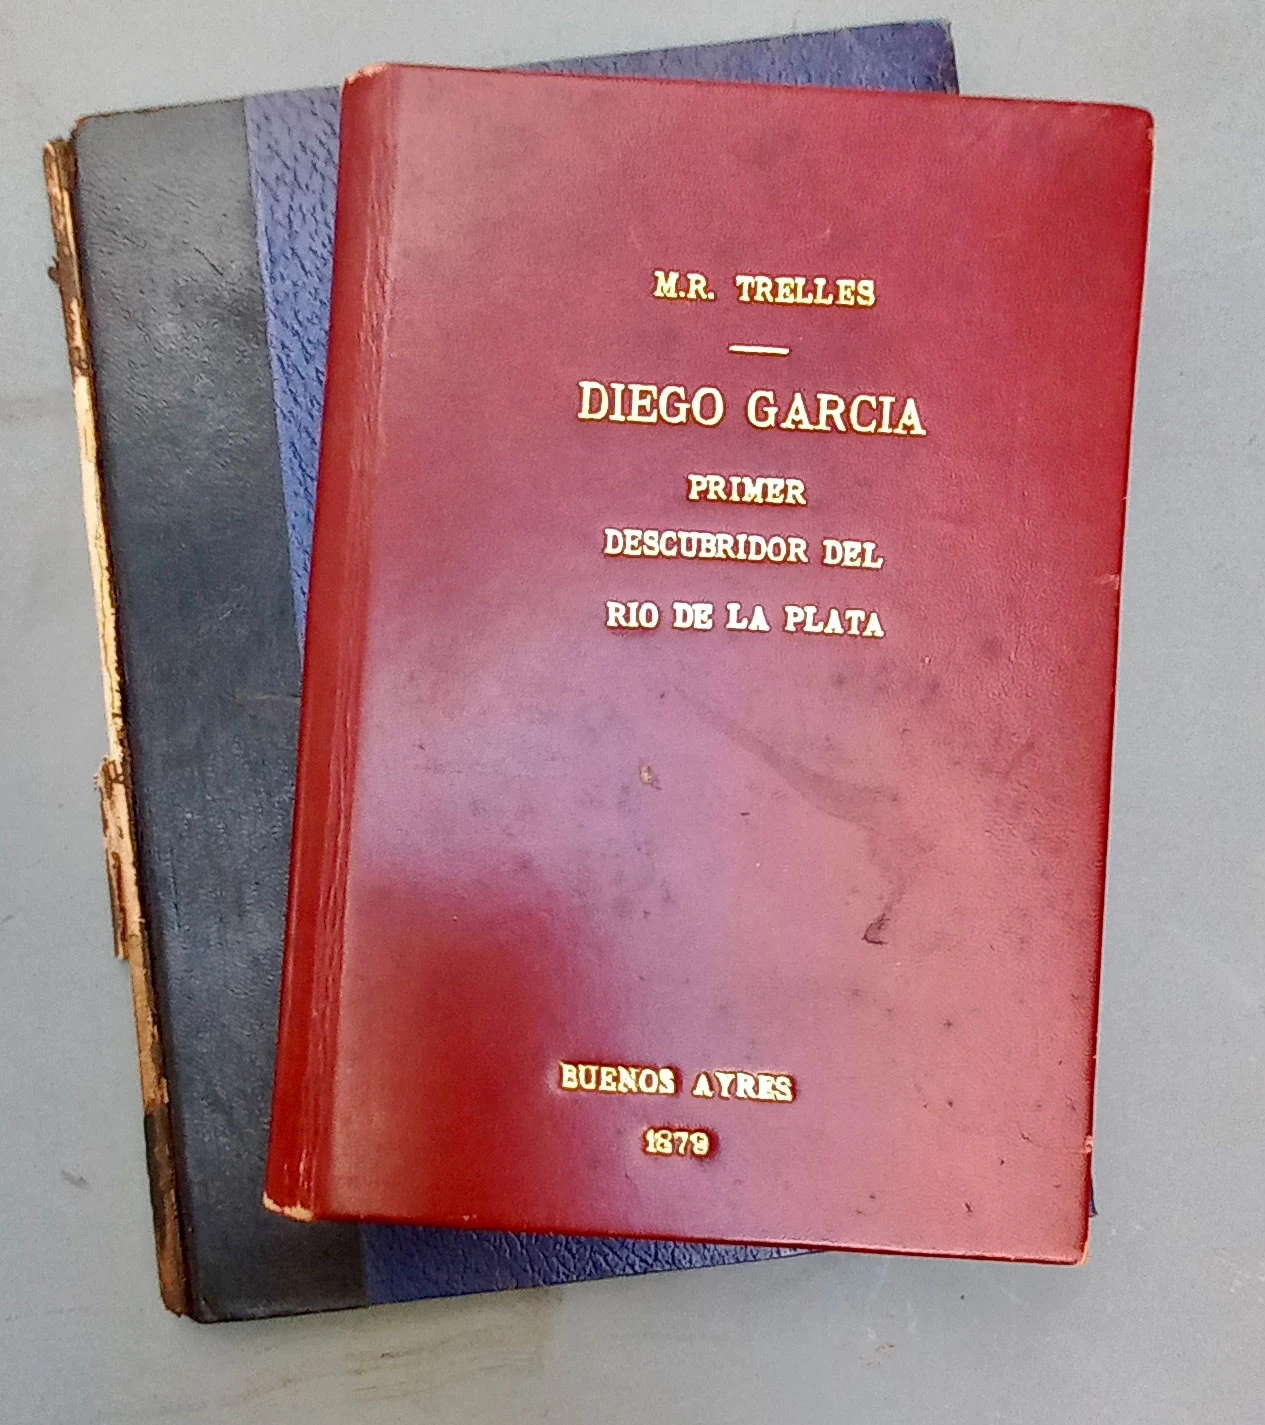 M.R. TRELLES
DIEGO GARCIA
PRIMER
DESCUBRIDOR DEL
RIO DE LA PLATA
BUENOS AYRES
1879